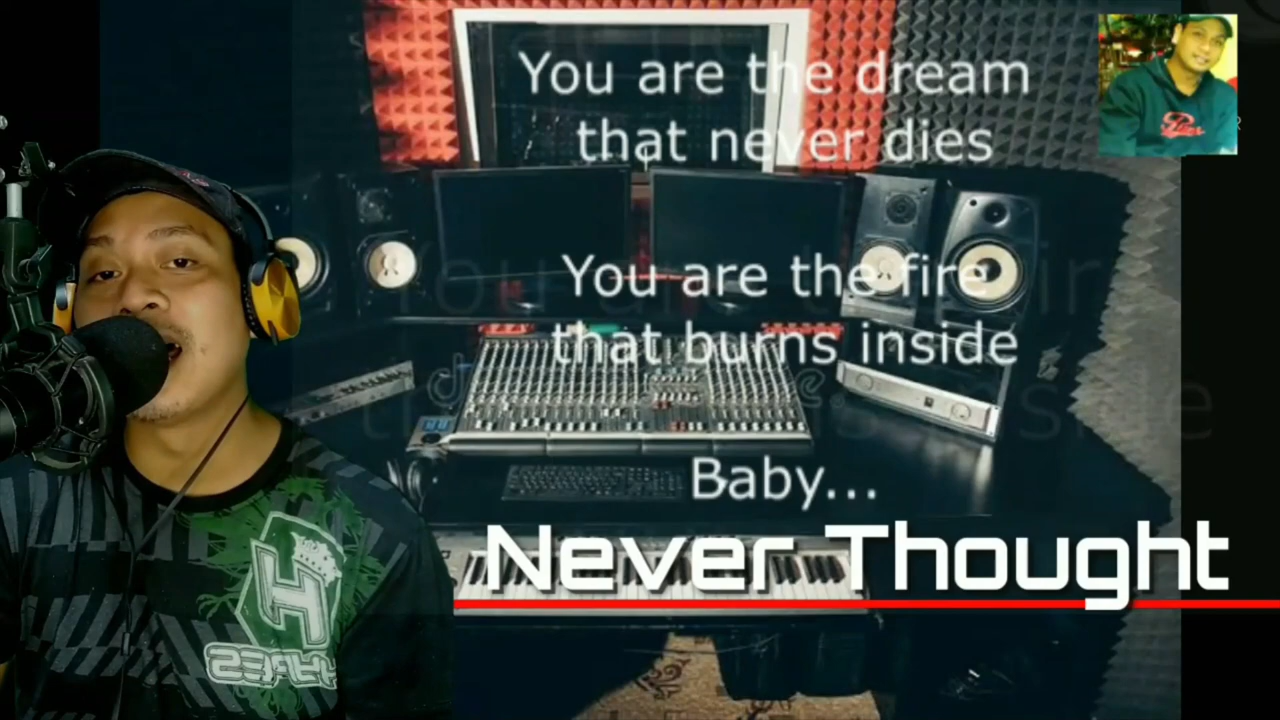 You are the dream
that never dies
You are the fire
that burns inside
Baby...
Never Thought
H